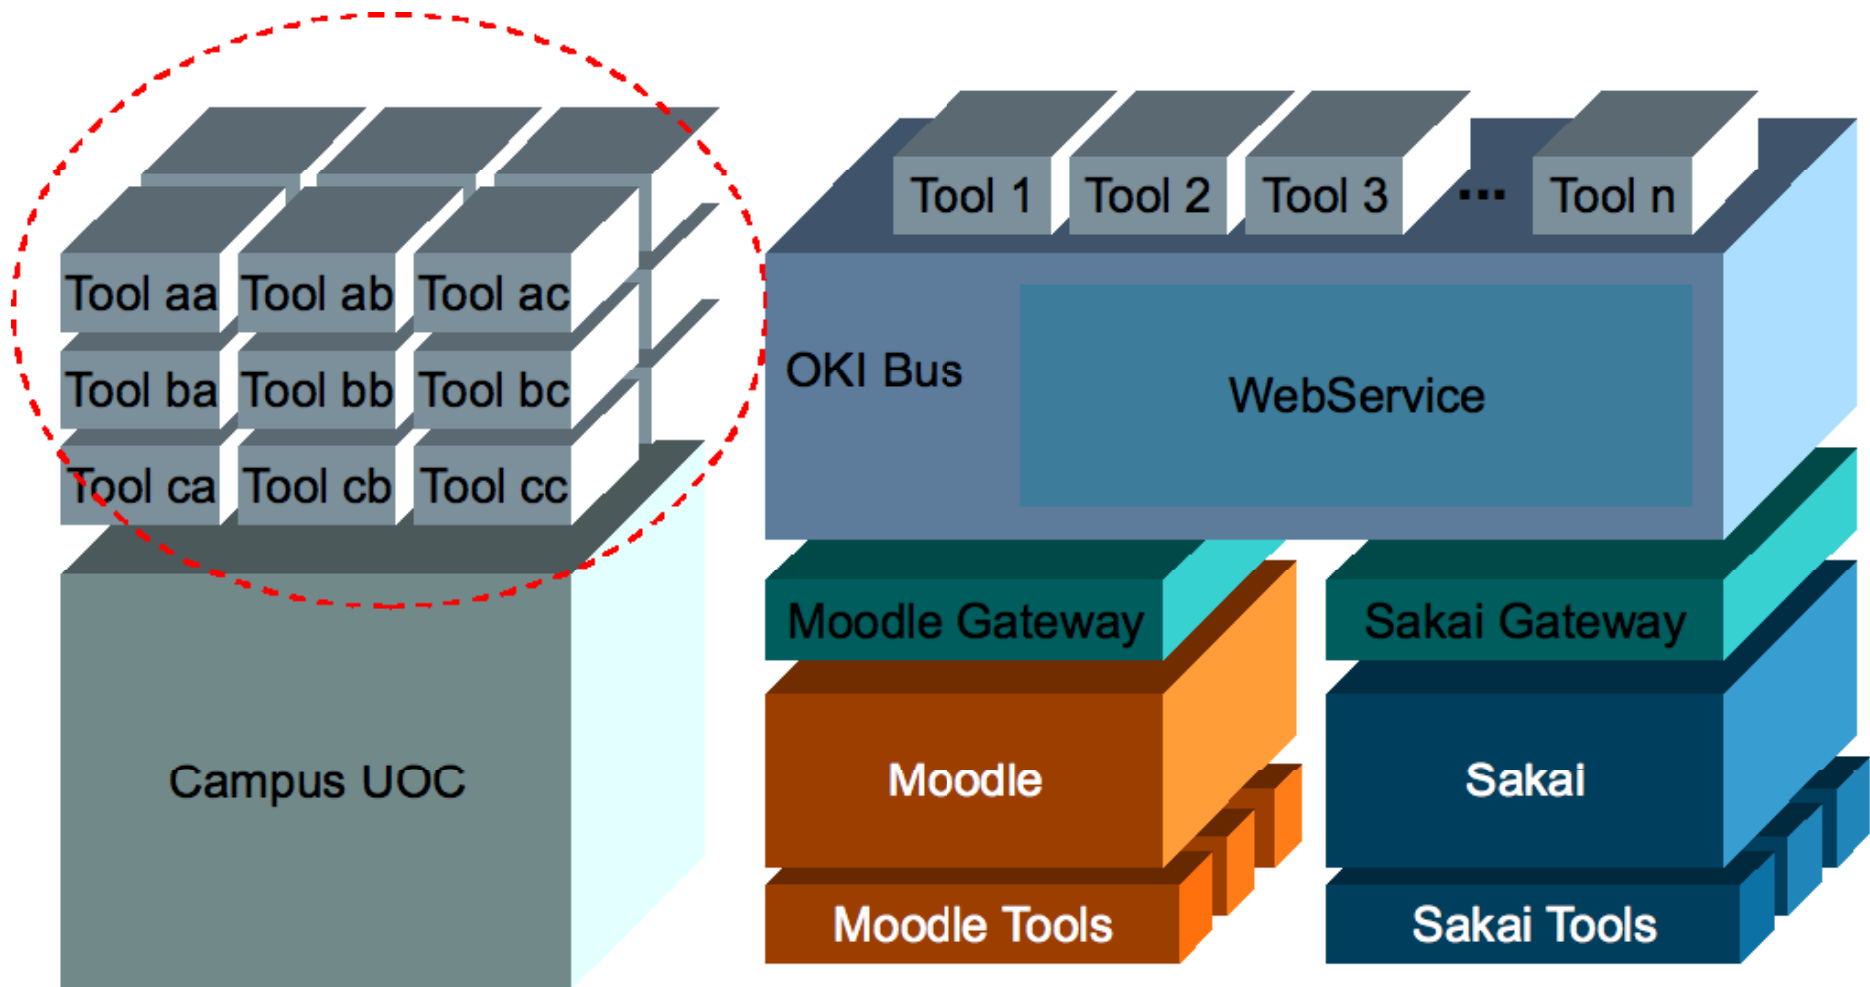 Tool aa
Tool ab
Tool ac
Tool ba
Tool bb
Tool bc
Tool ca
Tool cb
Tool cc
Campus UOC
Tool 1
Tool 2
Tool 3
...
Tool n
OKI Bus
WebService
Moodle Gateway
Sakai Gateway
Moodle
Sakai
Moodle Tools
Sakai Tools